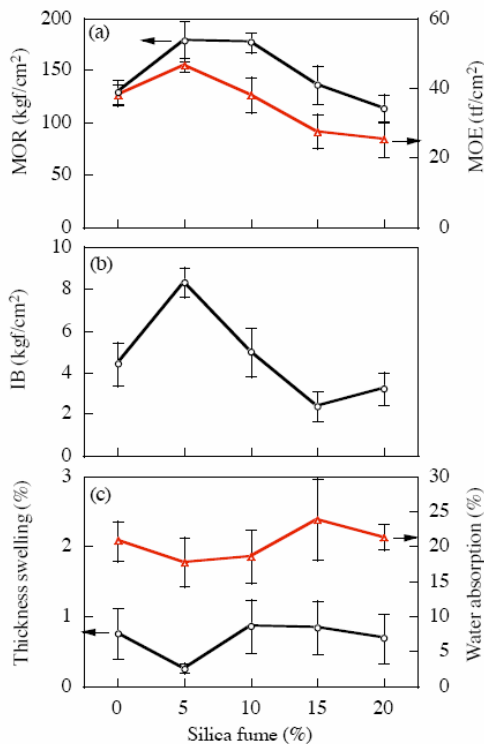 (a)
MOR (kgf/cm²)
200
150
100
50
0
60
40
20
0
MOE (tf/cm²)
(b)
IB (kgf/cm²)
10
8
6
4
2
0
(c)
Thickness swelling (%)
3
2
1
0
30
25
20
15
10
5
0
Water absorption (%)
0 5 10 15 20
Silica fume (%)